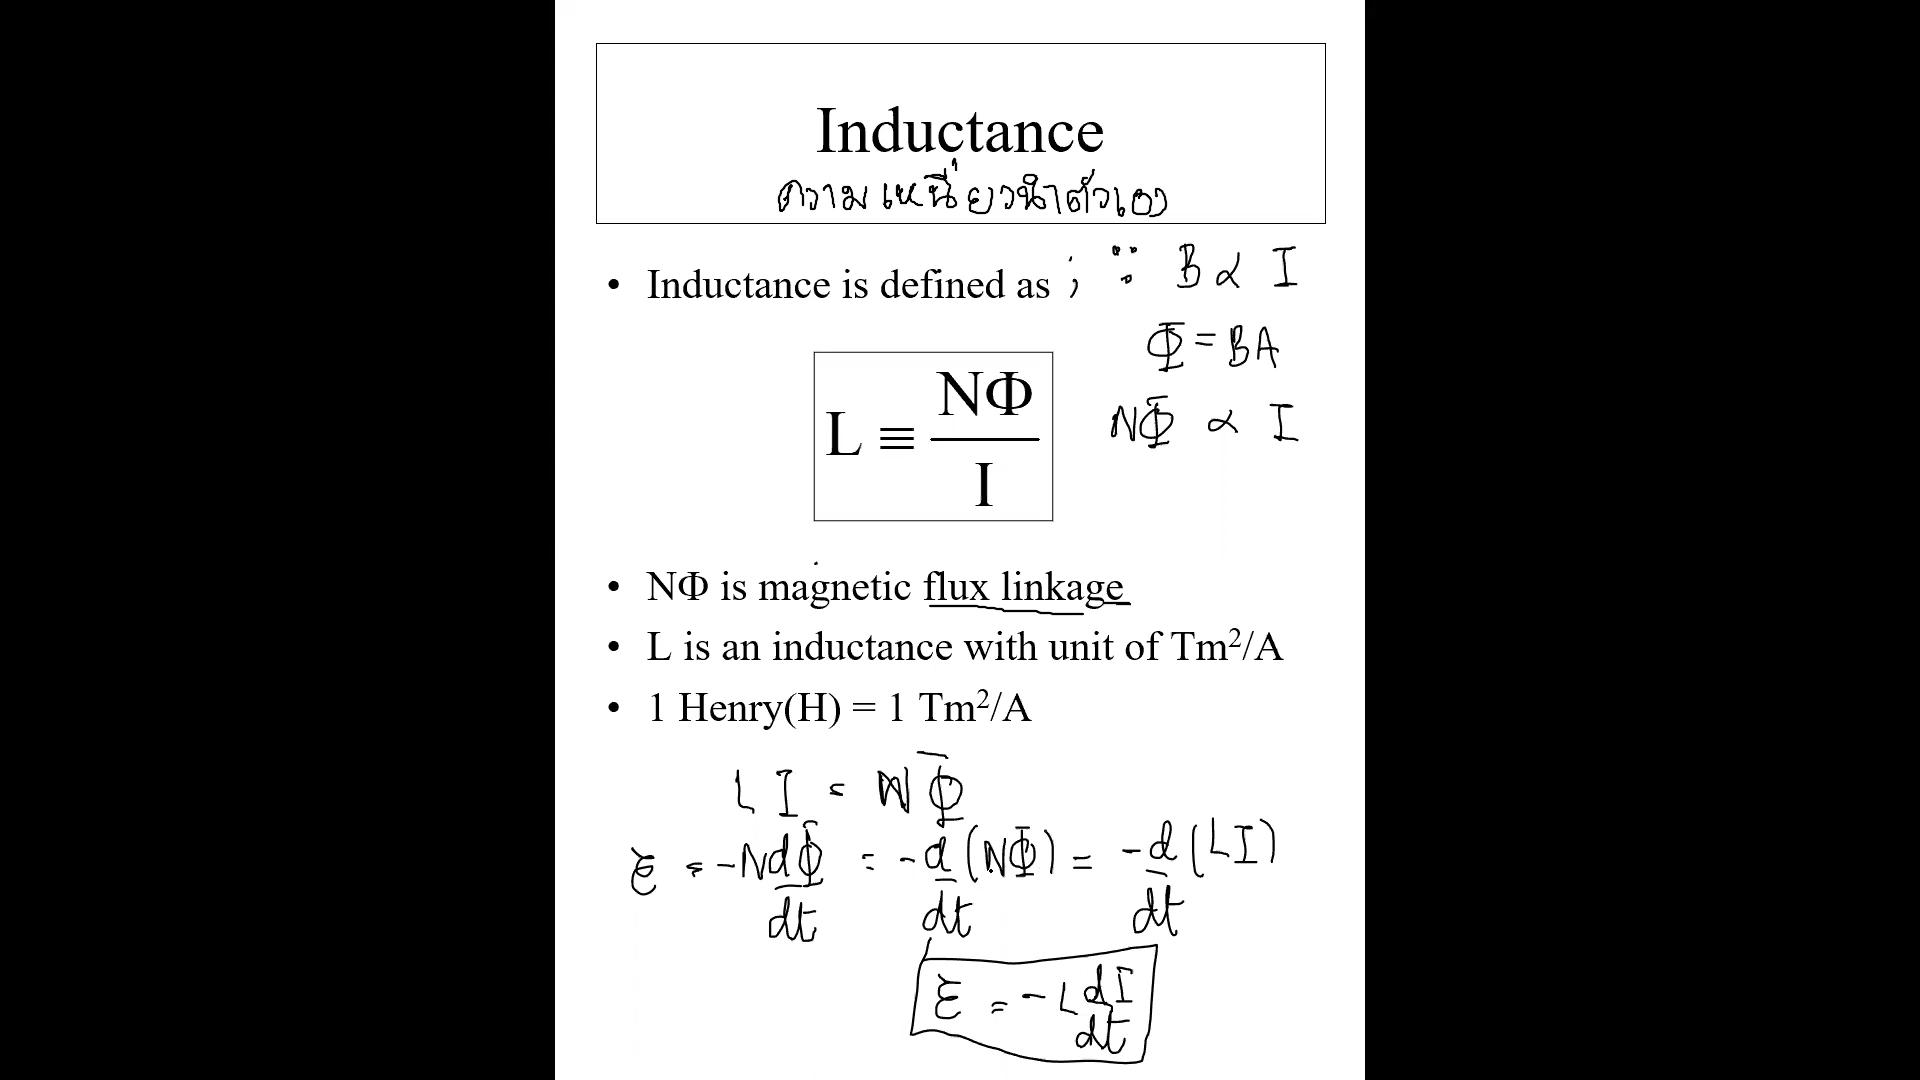 Inductance
ความเหนี่ยวนำตัวเอง
• Inductance is defined as ; ∵ B ∝ I
Φ = BA
L ≡ NΦ/I
NΦ ∝ I
• NΦ is magnetic flux linkage
• L is an inductance with unit of Tm²/A
• 1 Henry(H) = 1 Tm²/A
LI = NΦ
ℰ = -N dΦ/dt = -d/dt (NΦ) = -d/dt (LI)
ℰ = -L dI/dt